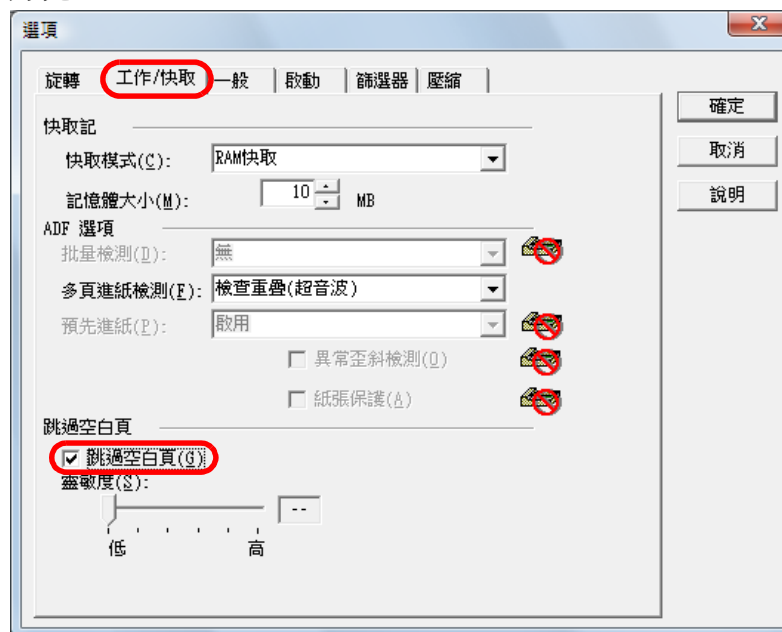 選項
旋轉 工作/快取 一般 啟動 篩選器 壓縮
確定
快取記
快取模式(C): RAM快取
取消
記憶體大小(M): 10 MB
說明
ADF 選項
批量檢測(D): 無
多頁進紙檢測(F): 檢查重疊(超音波)
預先進紙(P): 啟用
異常歪斜檢測(O)
紙張保護(A)
跳過空白頁
跳過空白頁(G)
靈敏度(S):
--
低 高